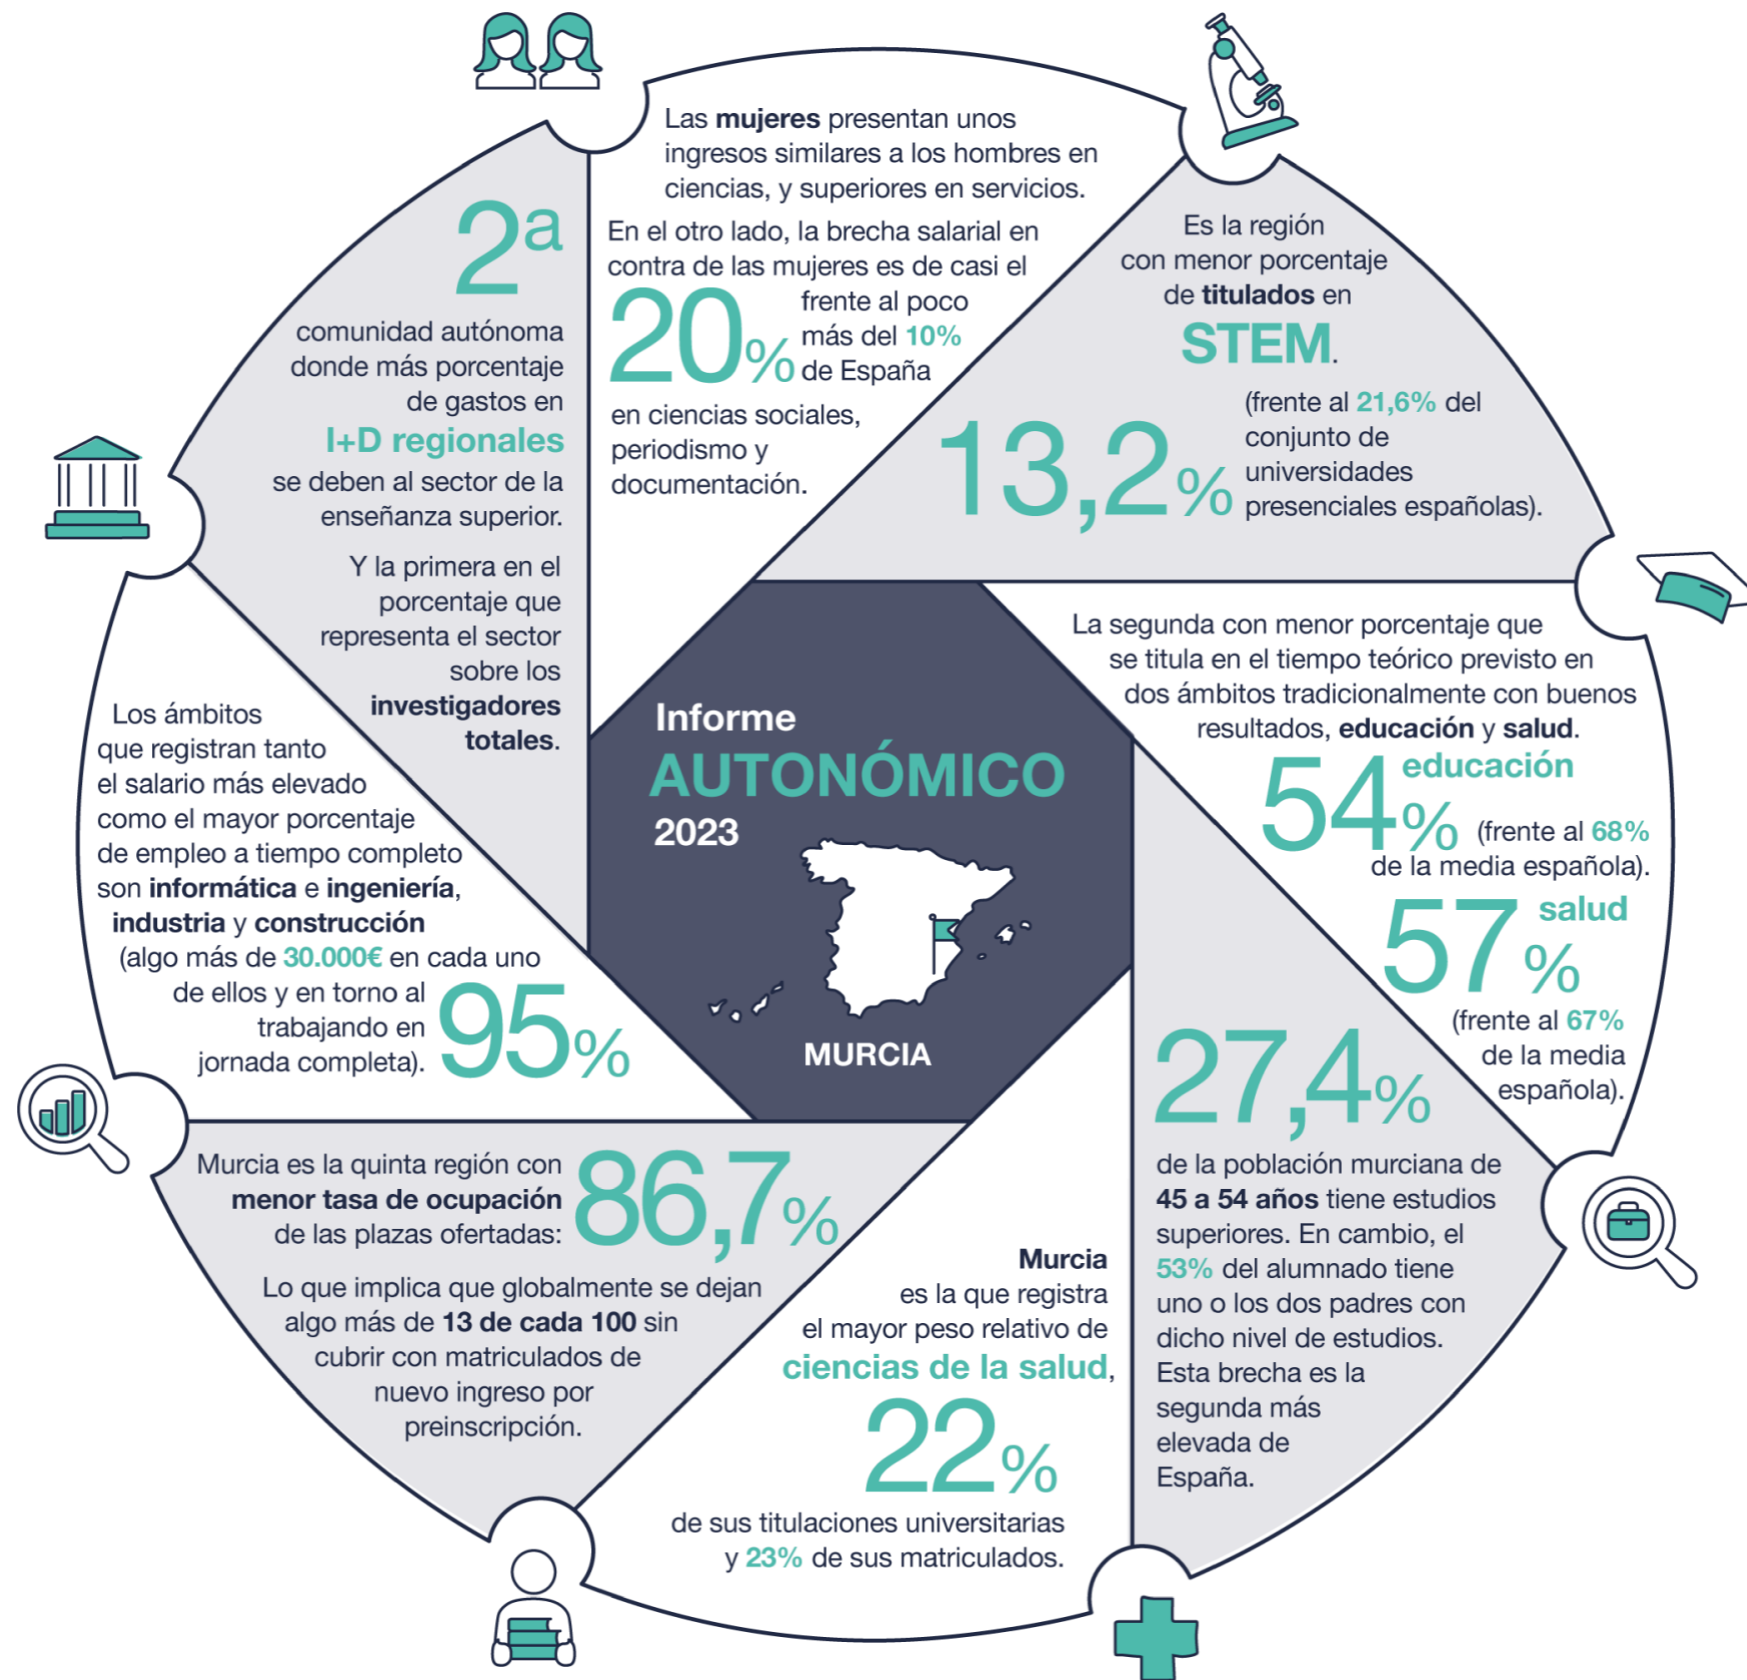 Informe
AUTONÓMICO
2023
MURCIA
Las mujeres presentan unos
ingresos similares a los hombres en
ciencias, y superiores en servicios.
En el otro lado, la brecha salarial en
contra de las mujeres es de casi el
20%
frente al poco
más del 10%
de España
en ciencias sociales,
periodismo y
documentación.
Es la región
con menor porcentaje
de titulados en
STEM.
13,2%
(frente al 21,6% del
conjunto de
universidades
presenciales españolas).
La segunda con menor porcentaje que
se titula en el tiempo teórico previsto en
dos ámbitos tradicionalmente con buenos
resultados, educación y salud.
54% educación
(frente al 68%
de la media española).
57% salud
(frente al 67%
de la media
española).
27,4%
de la población murciana de
45 a 54 años tiene estudios
superiores. En cambio, el
53% del alumnado tiene
uno o los dos padres con
dicho nivel de estudios.
Esta brecha es la
segunda más
elevada de
España.
Murcia
es la que registra
el mayor peso relativo de
ciencias de la salud,
22%
de sus titulaciones universitarias
y 23% de sus matriculados.
Murcia es la quinta región con
menor tasa de ocupación
de las plazas ofertadas:
86,7%
Lo que implica que globalmente se dejan
algo más de 13 de cada 100 sin
cubrir con matriculados de
nuevo ingreso por
preinscripción.
Los ámbitos
que registran tanto
el salario más elevado
como el mayor porcentaje
de empleo a tiempo completo
son informática e ingeniería,
industria y construcción
(algo más de 30.000€ en cada uno
de ellos y en torno al
95%
trabajando en
jornada completa).
2ª
comunidad autónoma
donde más porcentaje
de gastos en
I+D regionales
se deben al sector de la
enseñanza superior.
Y la primera en el
porcentaje que
representa el sector
sobre los
investigadores
totales.